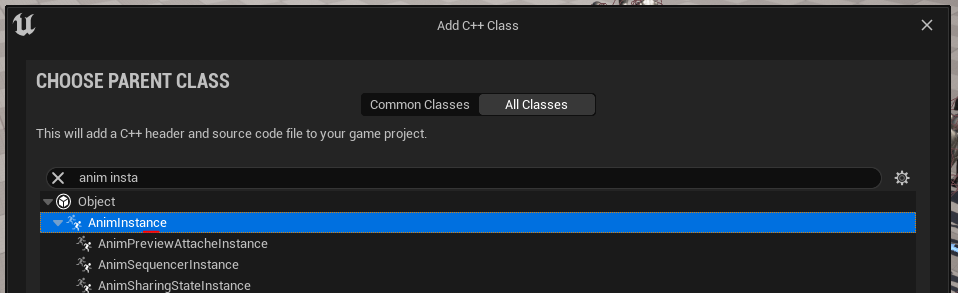 Add C++ Class
CHOOSE PARENT CLASS
Common Classes
All Classes
This will add a C++ header and source code file to your game project.
anim insta
Object
AnimInstance
AnimPreviewAttacheInstance
AnimSequencerInstance
AnimSharingStateInstance